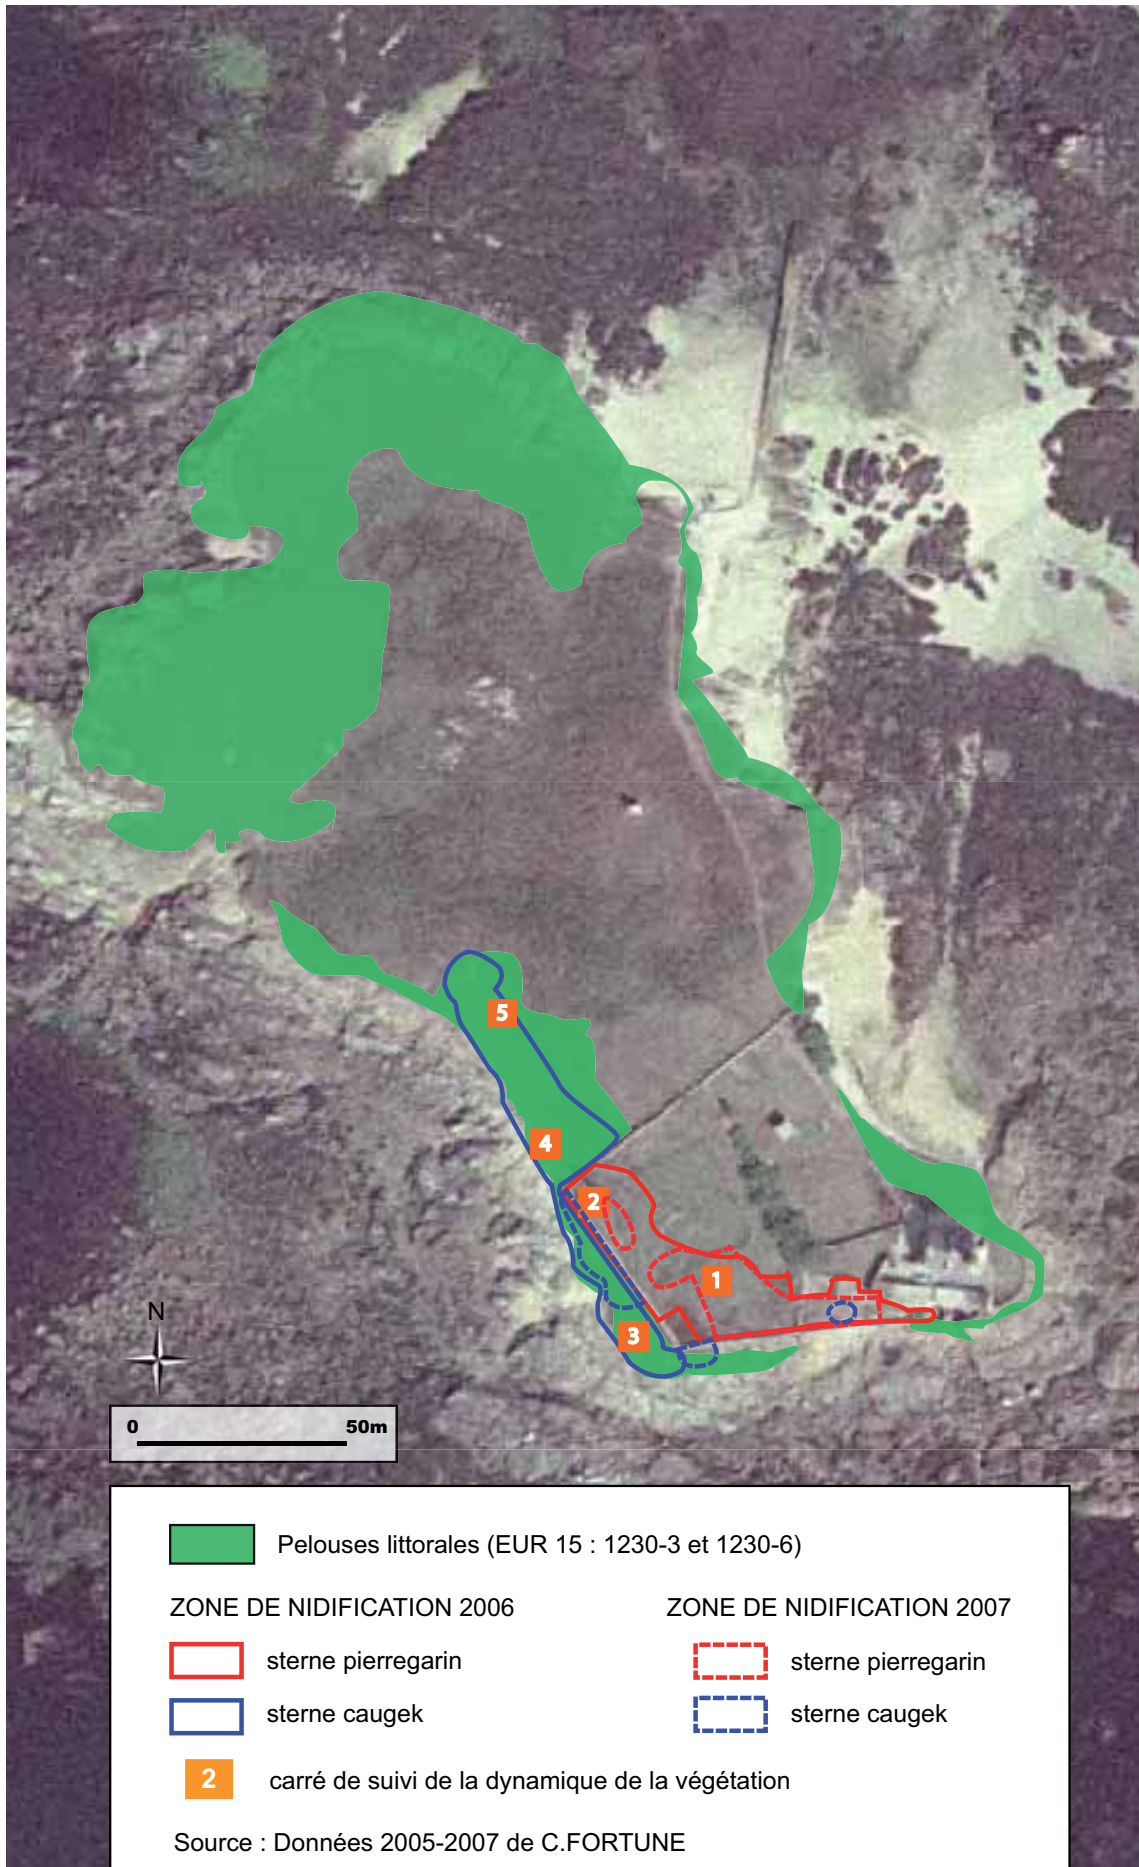 5
4
2
1
3
N
0 50m
Pelouses littorales (EUR 15 : 1230-3 et 1230-6)
ZONE DE NIDIFICATION 2006
sterne pierregarin
sterne caugek
ZONE DE NIDIFICATION 2007
sterne pierregarin
sterne caugek
2 carré de suivi de la dynamique de la végétation
Source : Données 2005-2007 de C.FORTUNE